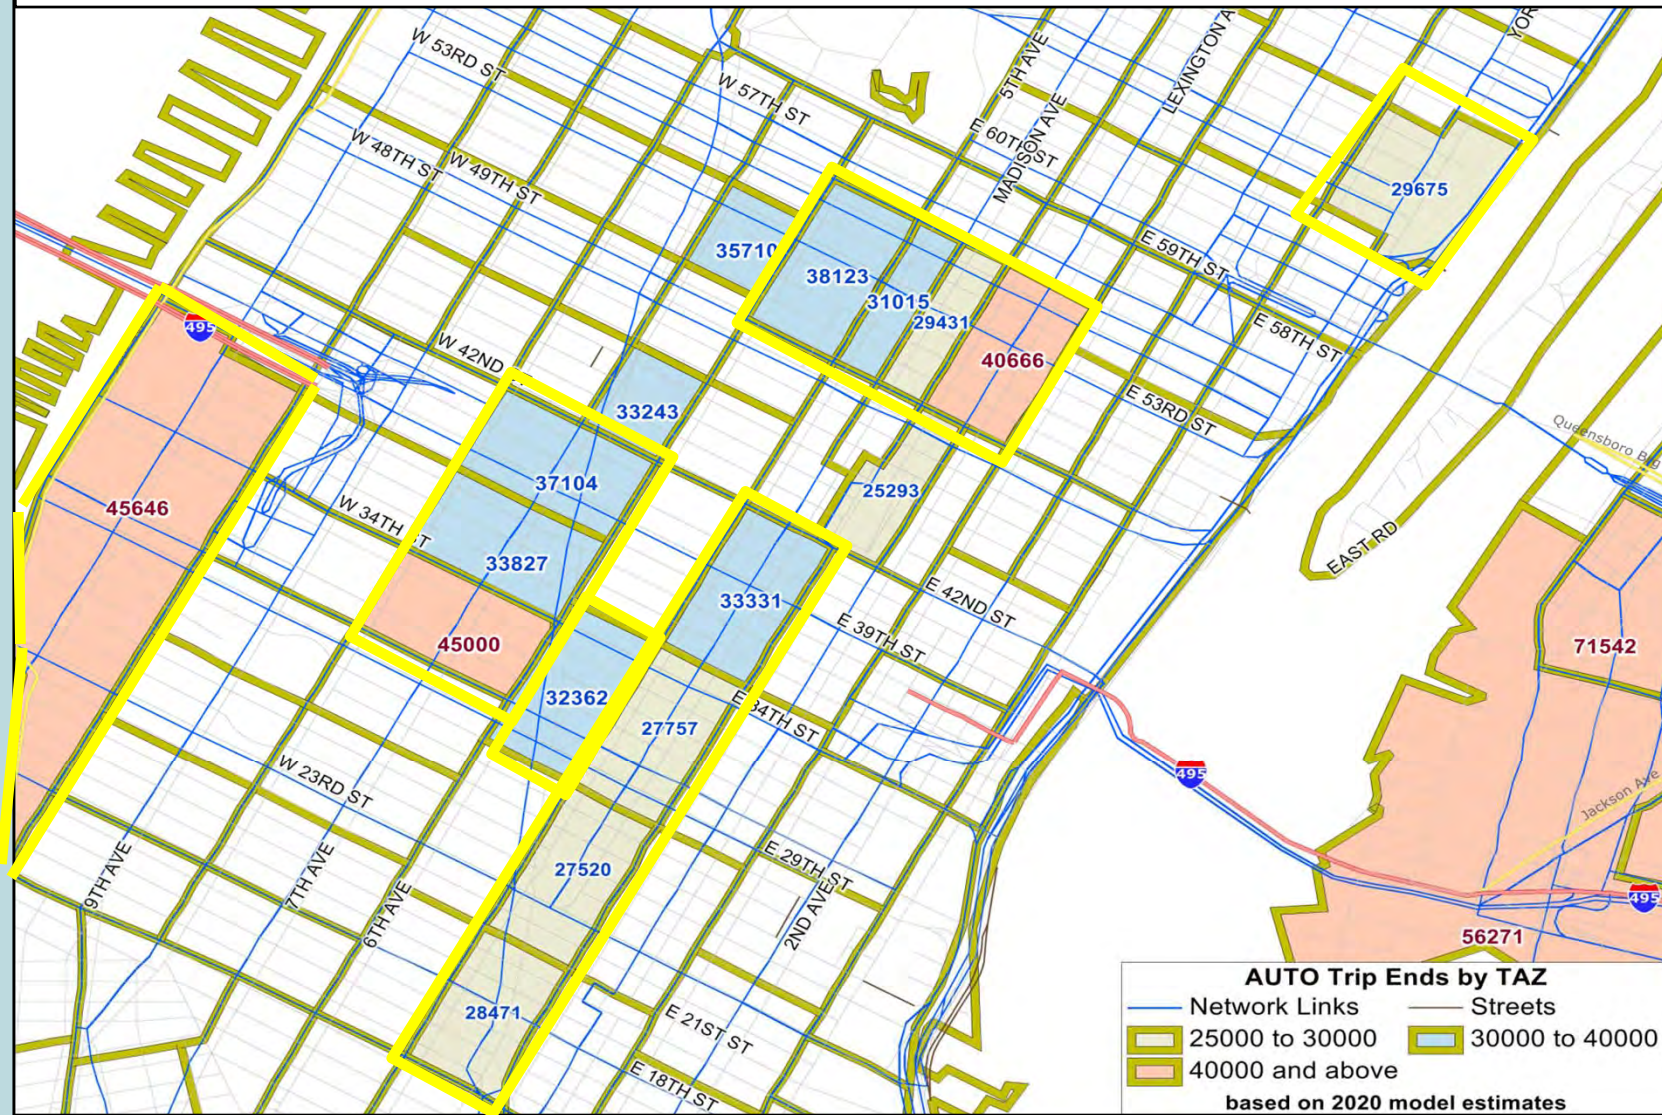 W 53RD ST
W 57TH ST
5TH AVE
LEXINGTON A
YOR
W 48TH ST
W 49TH ST
E 60TH ST
MADISON AVE
29675
35710
38123
31015
29431
40666
E 59TH ST
E 58TH ST
495
W 42ND
33243
E 53RD ST
Queensboro Brg
45646
37104
25293
W 34TH ST
33827
33331
E 42ND ST
EAST RD
45000
E 39TH ST
71542
32362
27757
E 34TH ST
495
W 23RD ST
Jackson Ave
27520
E 29TH ST
9TH AVE
7TH AVE
6TH AVE
2ND AVE
495
56271
28471
E 21ST ST
E 18TH ST
AUTO Trip Ends by TAZ
Network Links
Streets
25000 to 30000
30000 to 40000
40000 and above
based on 2020 model estimates